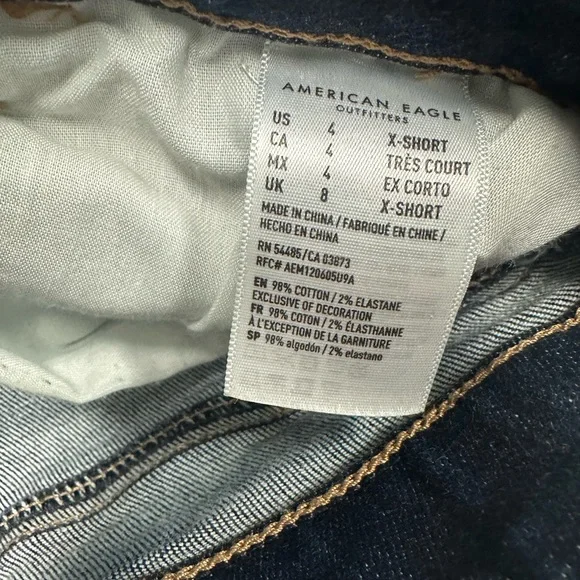 AMERICAN EAGLE
OUTFITTERS
US 4 X-SHORT
CA 4 TRÈS COURT
MX 4 EX CORTO
UK 8 X-SHORT
MADE IN CHINA / FABRIQUÉ EN CHINE /
HECHO EN CHINA
RN 54485/CA 03873
RFC# AEM120605U9A
EN 98% COTTON / 2% ELASTANE
EXCLUSIVE OF DECORATION
FR 98% COTON / 2% ÉLASTHANNE
À L'EXCEPTION DE LA GARNITURE
SP 98% algodón / 2% elastano